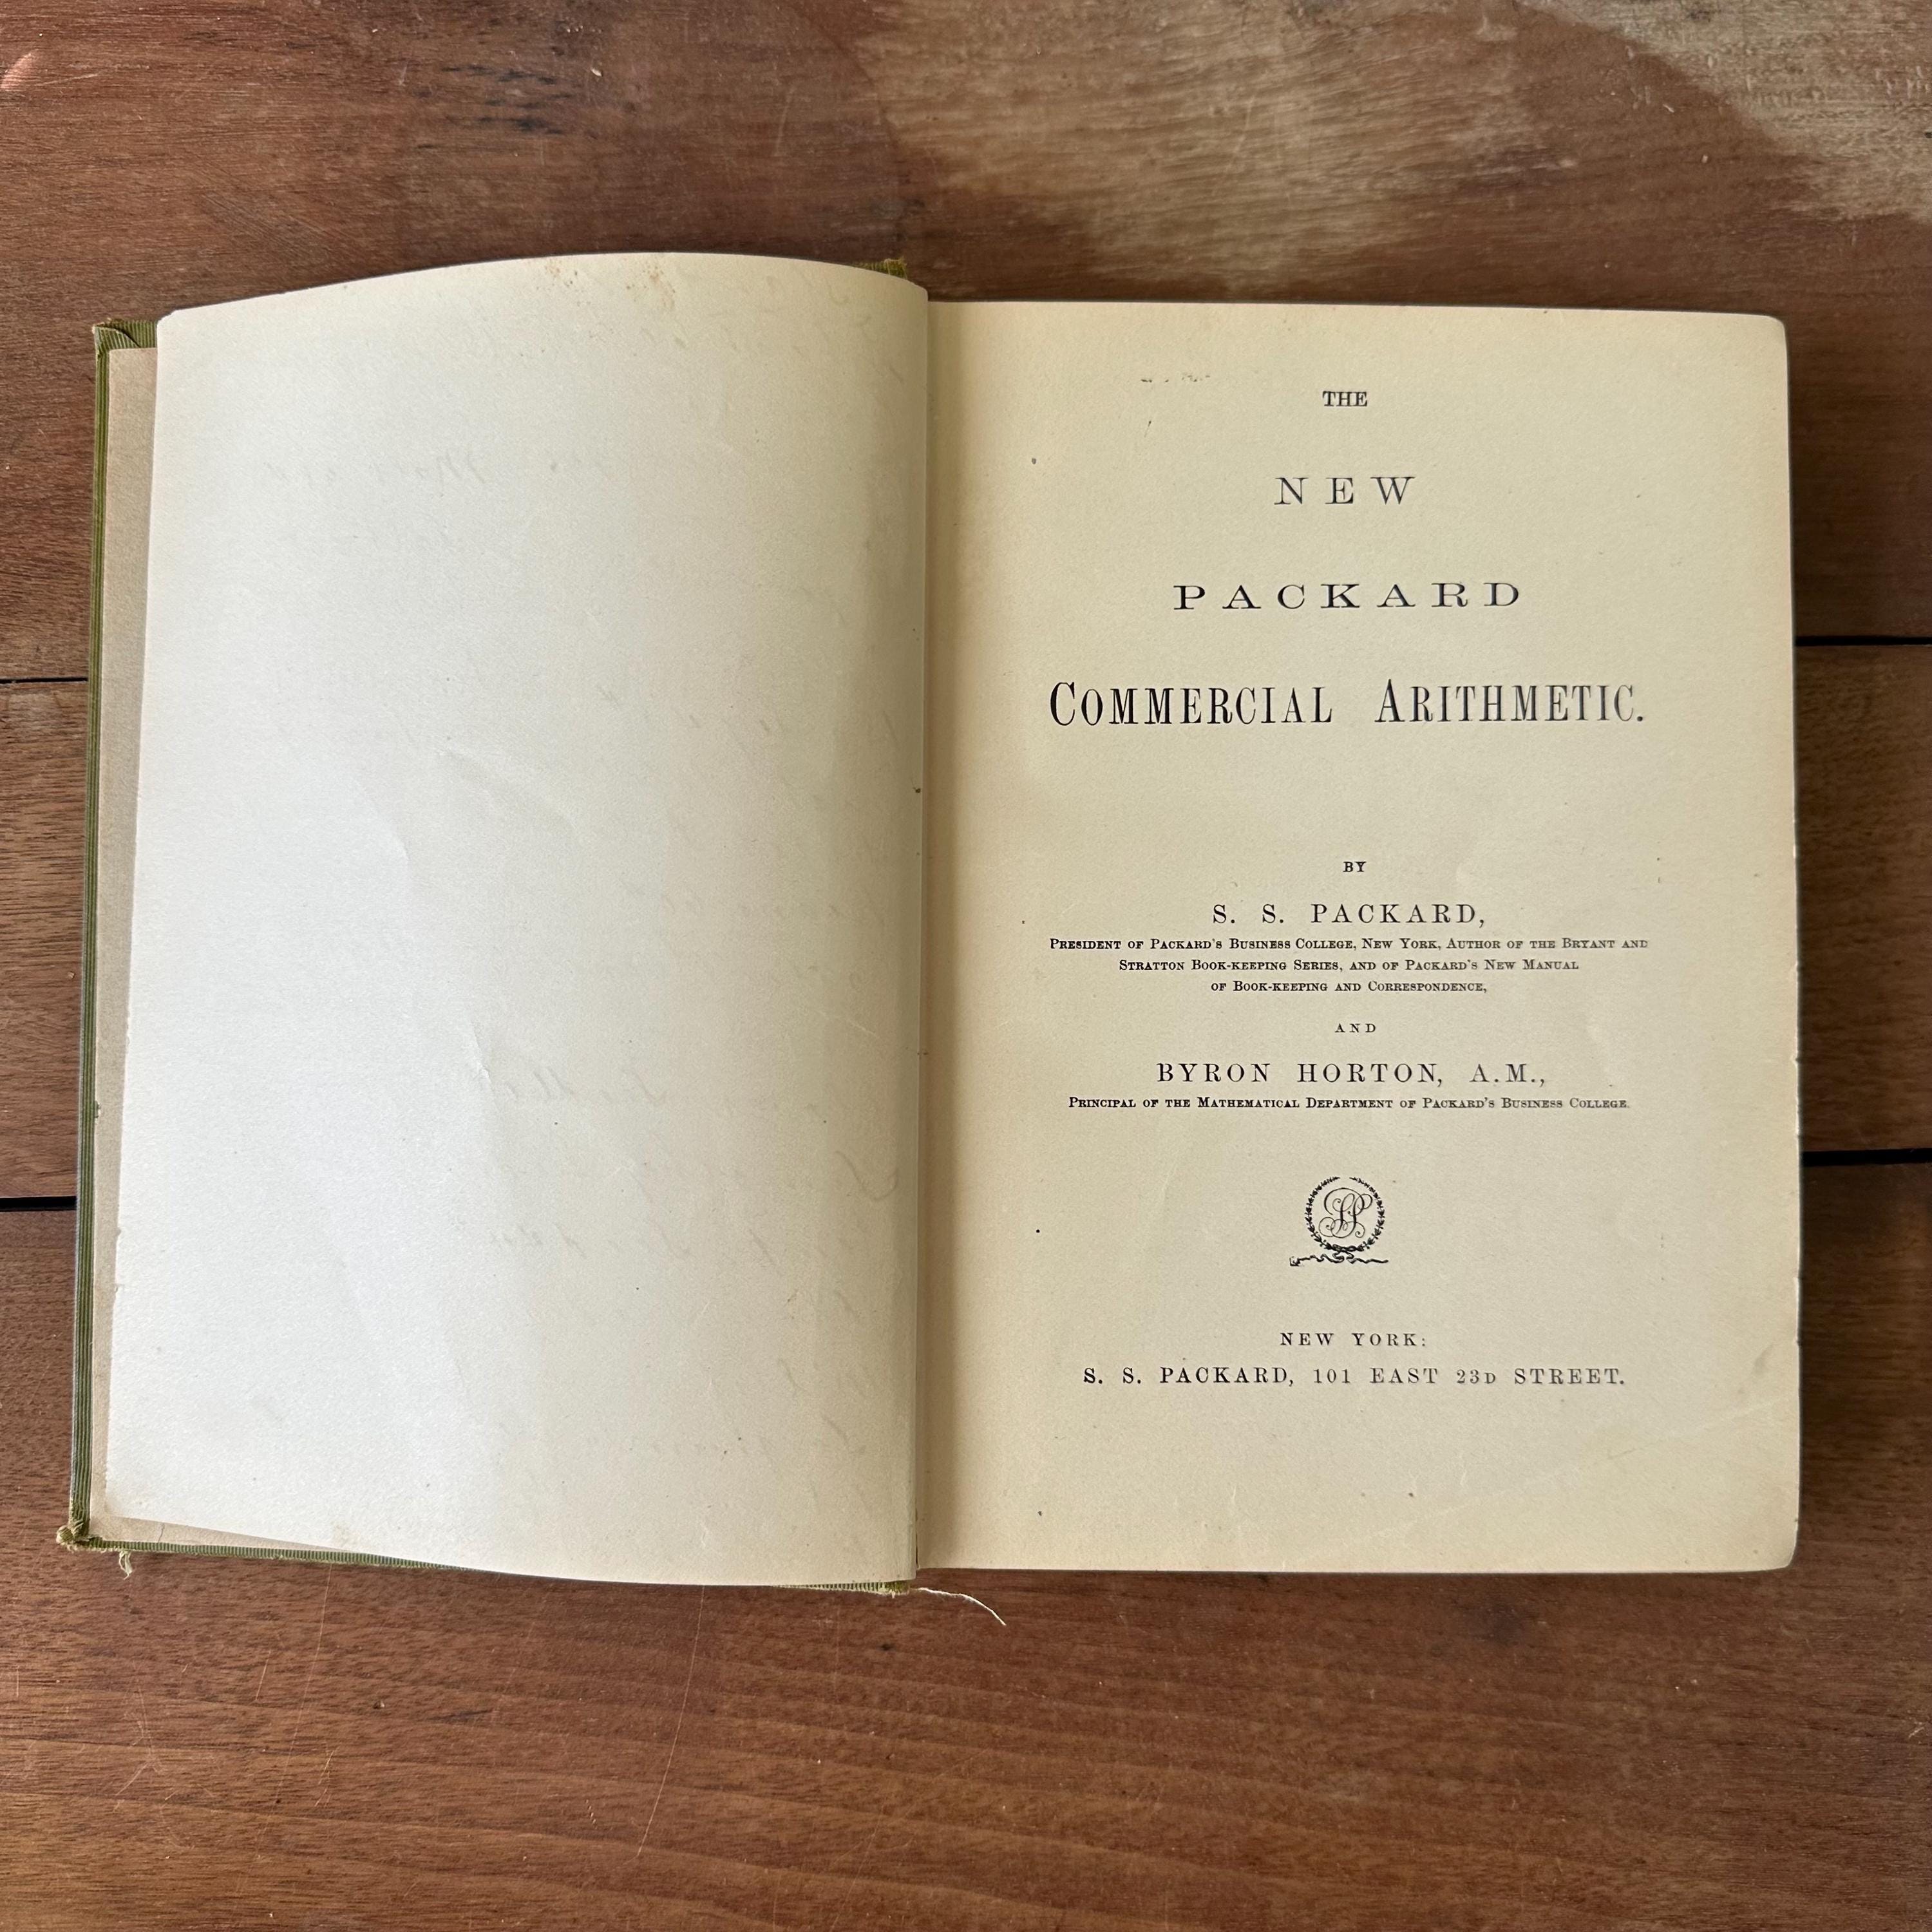 THE
NEW
PACKARD
COMMERCIAL ARITHMETIC.
BY
S. S. PACKARD,
PRESIDENT OF PACKARD'S BUSINESS COLLEGE, NEW YORK, AUTHOR OF THE BRYANT AND
STRATTON BOOK-KEEPING SERIES, AND OF PACKARD'S NEW MANUAL
OF BOOK-KEEPING AND CORRESPONDENCE,
AND
BYRON HORTON, A.M.,
PRINCIPAL OF THE MATHEMATICAL DEPARTMENT OF PACKARD'S BUSINESS COLLEGE.
NEW YORK:
S. S. PACKARD, 101 EAST 23D STREET.